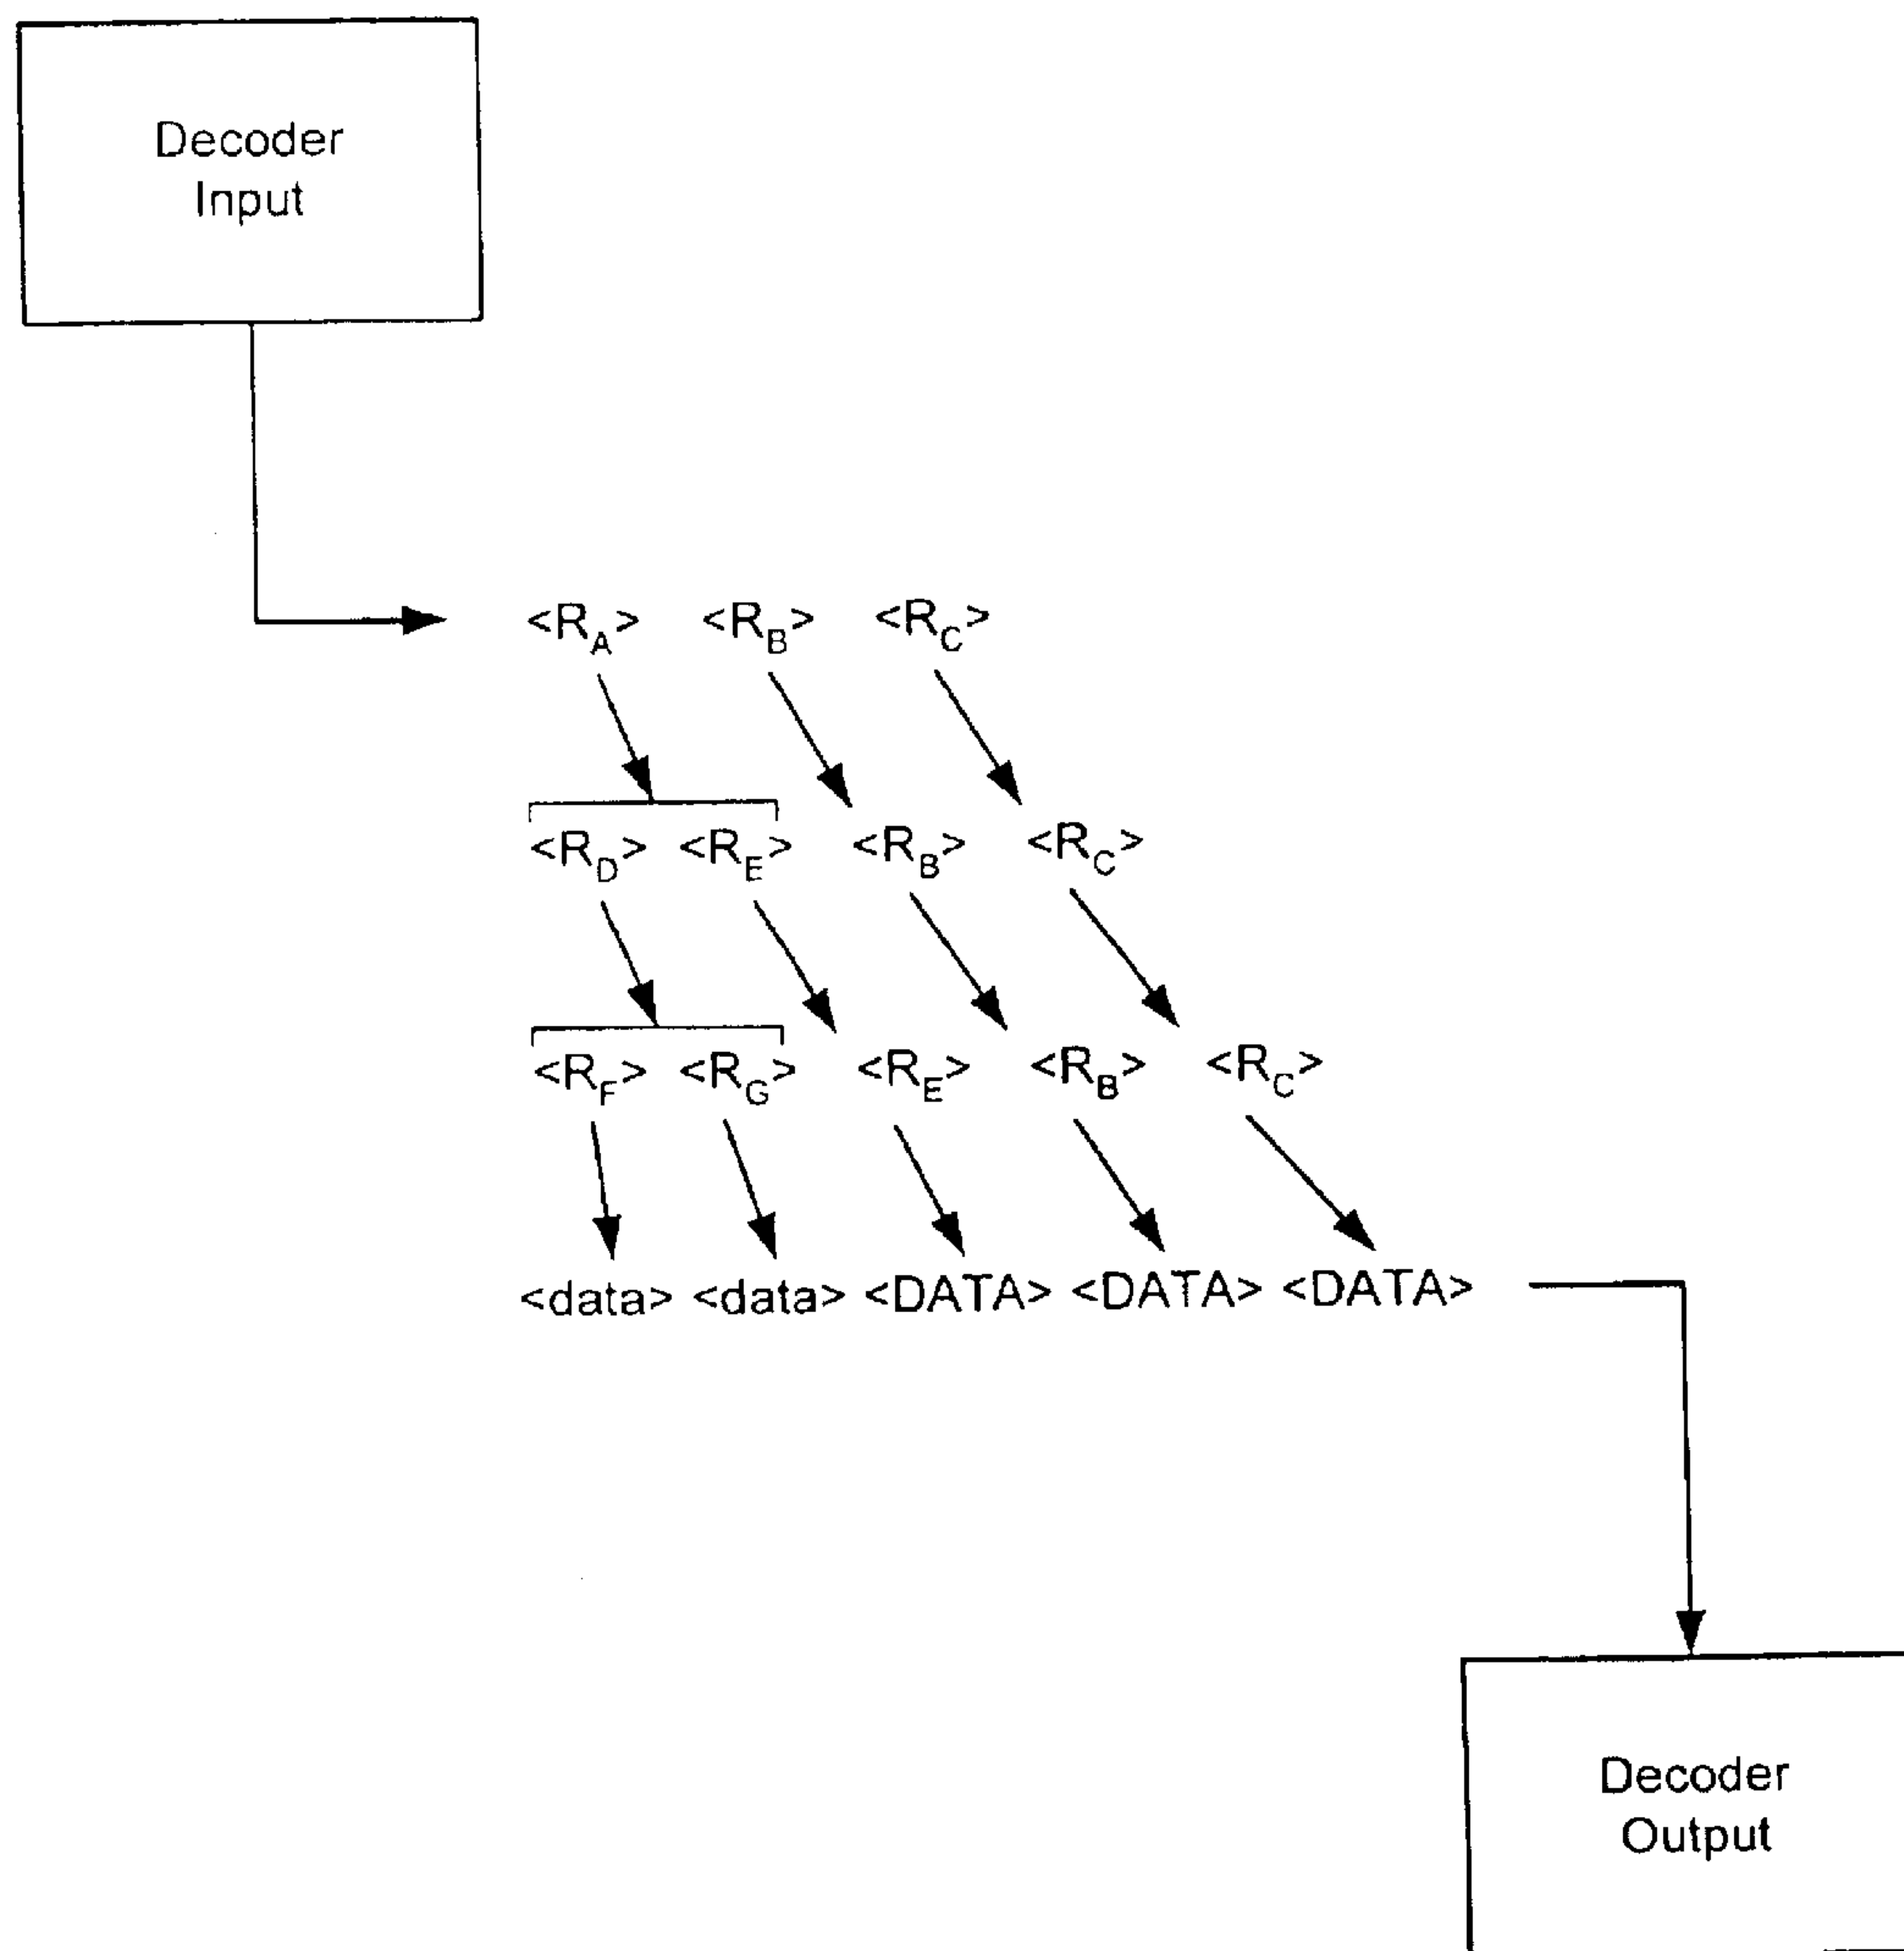 Decoder
Input
<R_A> <R_B> <R_C>
<R_D> <R_E> <R_B> <R_C>
<R_F> <R_G> <R_E> <R_B> <R_C>
<data> <data> <DATA> <DATA> <DATA>
Decoder
Output